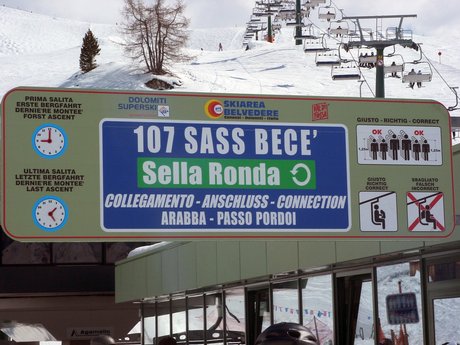 PRIMA SALITA
ERSTE BERGFAHRT
DERNIERE MONTEE'
FORST ASCENT
ULTIMA SALITA
LETZTE BERGFAHRT
DERNIERE MONTEE'
LAST ASCENT
DOLOMITI
SUPERSKI
SKIAREA
BELVEDERE
107 SASS BECE'
Sella Ronda
COLLEGAMENTO - ANSCHLUSS - CONNECTION
ARABBA - PASSO PORDOI
GIUSTO - RICHTIG - CORRECT
OK OK
GIUSTO
RICHTIG
CORRECT
SBAGLIATO
FALSCH
INCORRECT